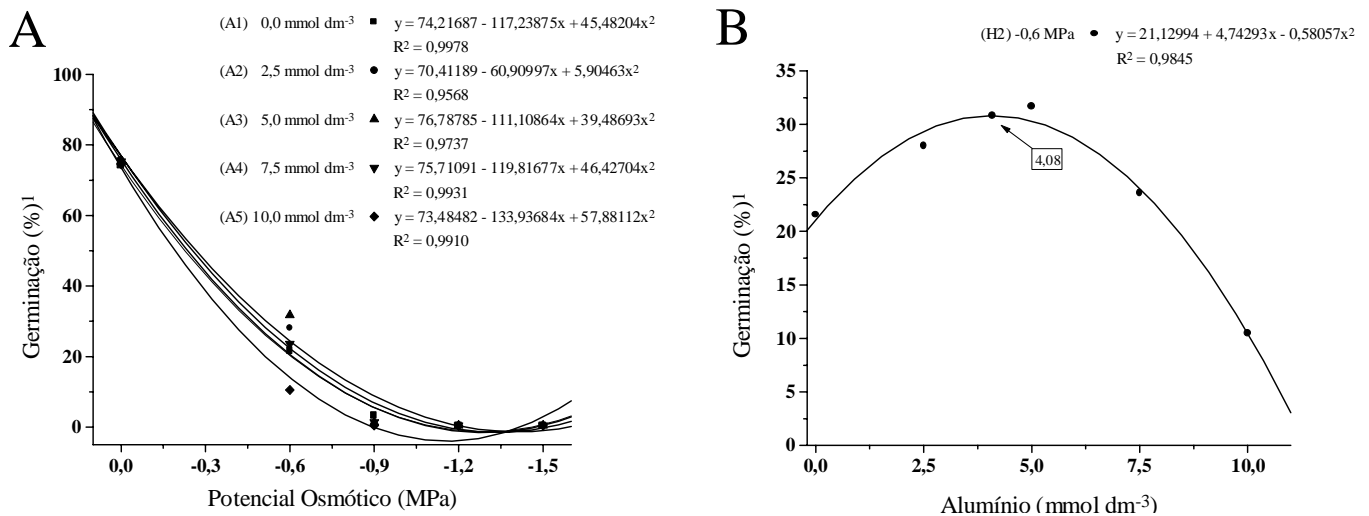 A
(A1) 0,0 mmol dm-3 ■ y = 74,21687 - 117,23875x + 45,48204x²
R² = 0,9978
(A2) 2,5 mmol dm-3 ● y = 70,41189 - 60,90997x + 5,90463x²
R² = 0,9568
(A3) 5,0 mmol dm-3 ▲ y = 76,78785 - 111,10864x + 39,48693x²
R² = 0,9737
(A4) 7,5 mmol dm-3 ▼ y = 75,71091 - 119,81677x + 46,42704x²
R² = 0,9931
(A5) 10,0 mmol dm-3 ◆ y = 73,48482 - 133,93684x + 57,88112x²
R² = 0,9910
Germinação (%)¹
100
80
60
40
20
0
0,0 -0,3 -0,6 -0,9 -1,2 -1,5
Potencial Osmótico (MPa)
B
(H2) -0,6 MPa ● y = 21,12994 + 4,74293x - 0,58057x²
R² = 0,9845
Germinação (%)¹
35
30
25
20
15
10
5
0
4,08
0,0 2,5 5,0 7,5 10,0
Alumínio (mmol dm-3)